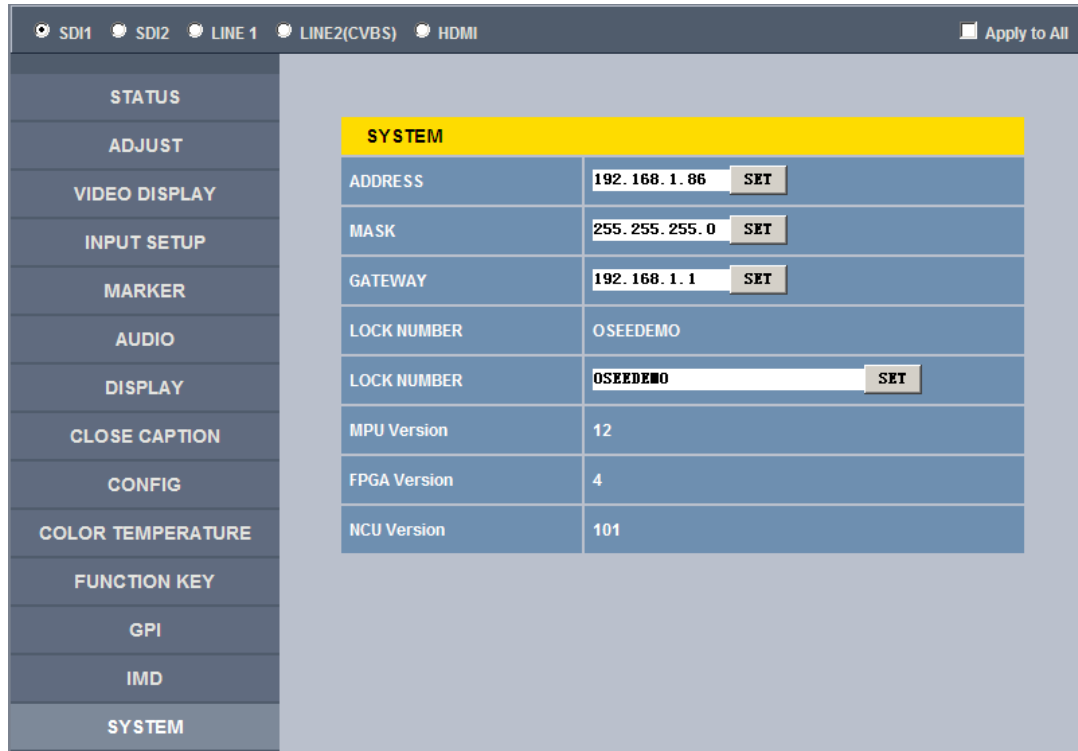 SDI1 SDI2 LINE 1 LINE2(CVBS) HDMI Apply to All
STATUS
ADJUST
VIDEO DISPLAY
INPUT SETUP
MARKER
AUDIO
DISPLAY
CLOSE CAPTION
CONFIG
COLOR TEMPERATURE
FUNCTION KEY
GPI
IMD
SYSTEM
SYSTEM
ADDRESS 192.168.1.86 SET
MASK 255.255.255.0 SET
GATEWAY 192.168.1.1 SET
LOCK NUMBER OSEEDEMO
LOCK NUMBER OSEEDEMO SET
MPU Version 12
FPGA Version 4
NCU Version 101